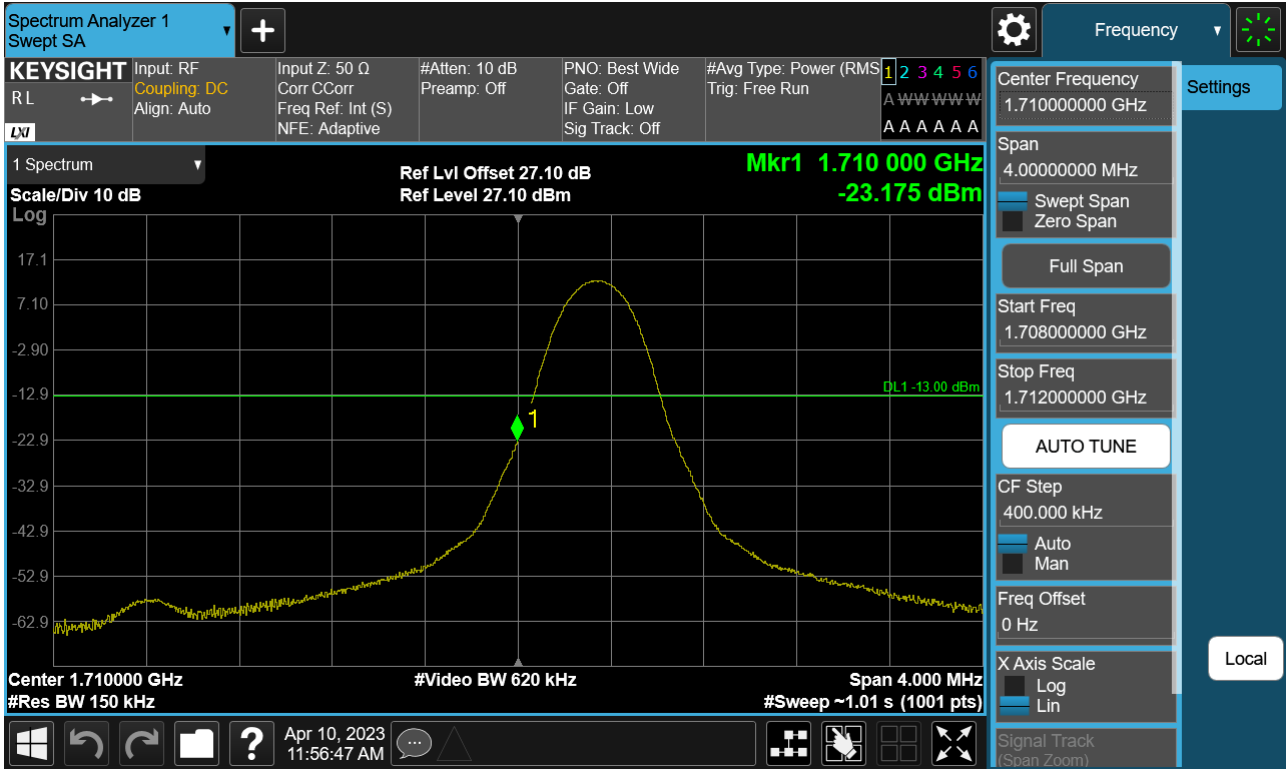 Spectrum Analyzer 1
Swept SA
Frequency
KEYSIGHT
R L
LXI
Input: RF
Coupling: DC
Align: Auto
Input Z: 50 Ω
Corr CCorr
Freq Ref: Int (S)
NFE: Adaptive
#Atten: 10 dB
Preamp: Off
PNO: Best Wide
Gate: Off
IF Gain: Low
Sig Track: Off
#Avg Type: Power (RMS
Trig: Free Run
1 2 3 4 5 6
A W W W W W
A A A A A A
1 Spectrum
Scale/Div 10 dB
Log
Ref Lvl Offset 27.10 dB
Ref Level 27.10 dBm
Mkr1 1.710 000 GHz
-23.175 dBm
17.1
7.10
-2.90
-12.9
-22.9
-32.9
-42.9
-52.9
-62.9
DL1 -13.00 dBm
1
Center 1.710000 GHz
#Res BW 150 kHz
#Video BW 620 kHz
Span 4.000 MHz
#Sweep ~1.01 s (1001 pts)
Center Frequency
1.710000000 GHz
Settings
Span
4.00000000 MHz
Swept Span
Zero Span
Full Span
Start Freq
1.708000000 GHz
Stop Freq
1.712000000 GHz
AUTO TUNE
CF Step
400.000 kHz
Auto
Man
Freq Offset
0 Hz
X Axis Scale
Log
Lin
Local
Signal Track
(Span Zoom)
?
Apr 10, 2023
11:56:47 AM